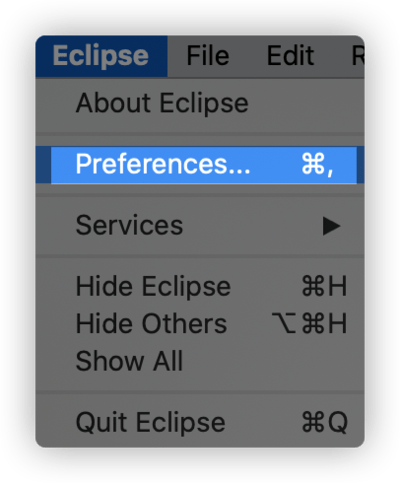 Eclipse File Edit R
About Eclipse
Preferences... ⌘,
Services ▶
Hide Eclipse ⌘H
Hide Others ⌥⌘H
Show All
Quit Eclipse ⌘Q